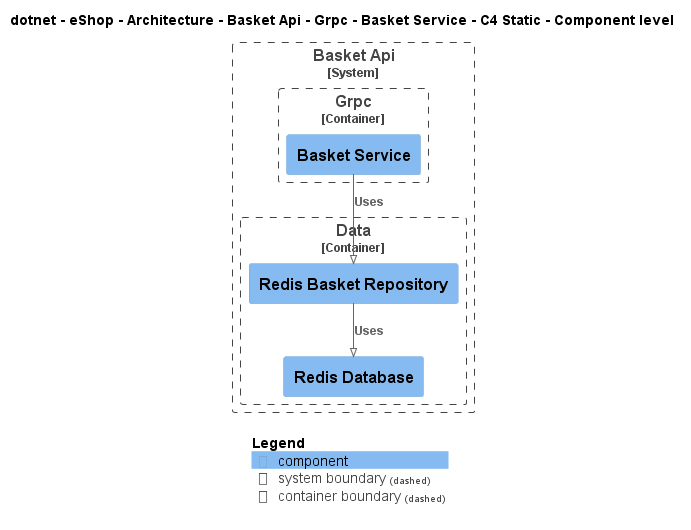 dotnet - eShop - Architecture - Basket Api - Grpc - Basket Service - C4 Static - Component level
Basket Api
[System]
Grpc
[Container]
Basket Service
Uses
Data
[Container]
Redis Basket Repository
Uses
Redis Database
Legend
component
system boundary (dashed)
container boundary (dashed)